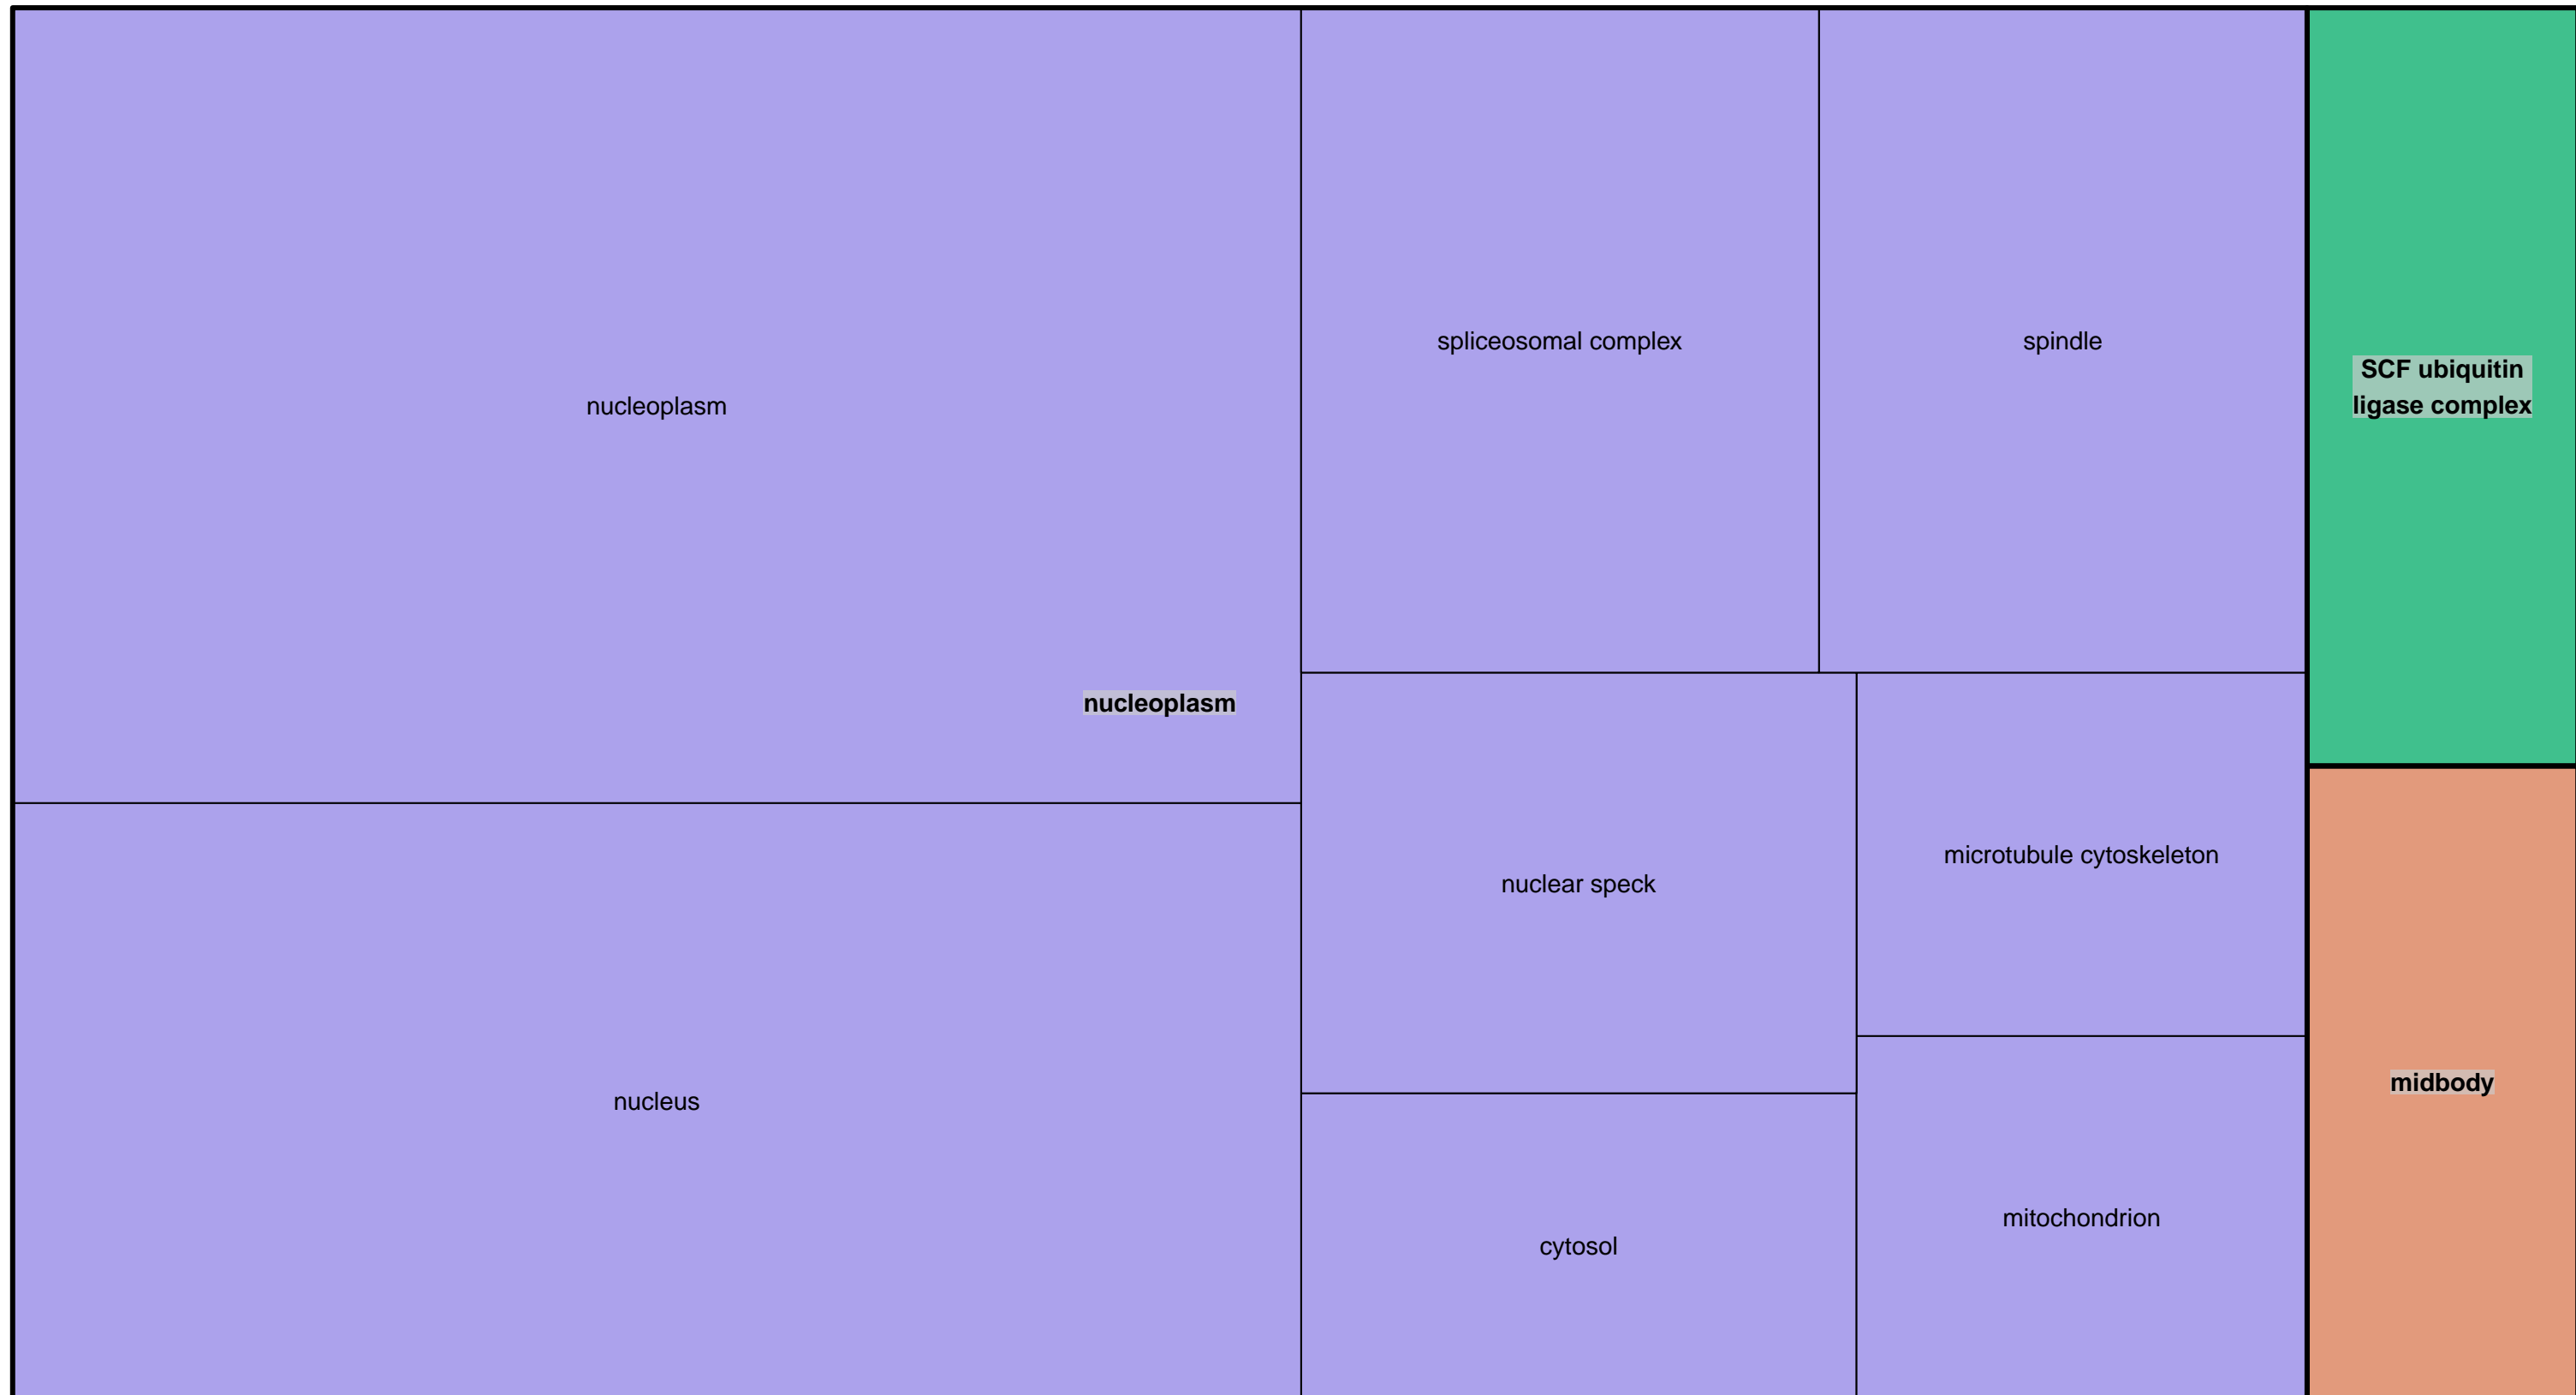 nucleoplasm
nucleoplasm
nucleus
spliceosomal complex
spindle
nuclear speck
microtubule cytoskeleton
cytosol
mitochondrion
SCF ubiquitin
ligase complex
midbody